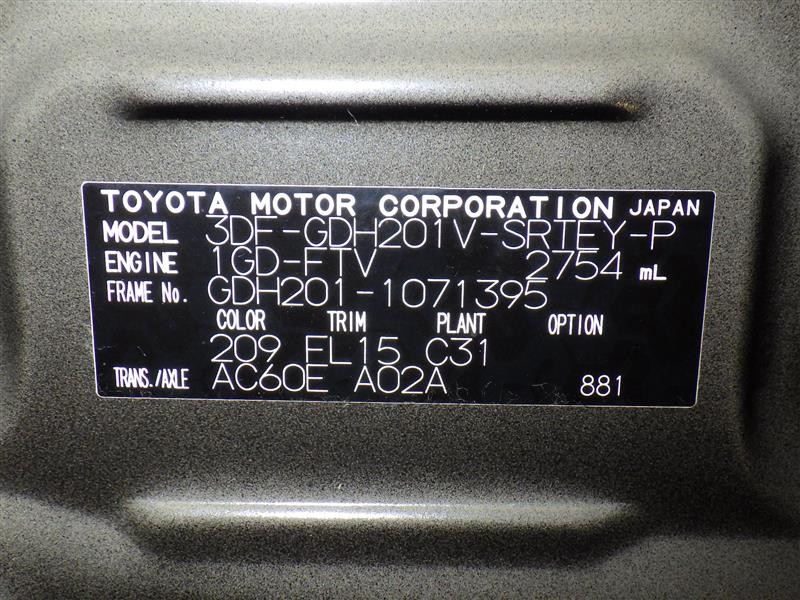 TOYOTA MOTOR CORPORATION JAPAN
MODEL 3DF-GDH201V-SRTEY-P
ENGINE 1GD-FTV 2754 mL
FRAME No. GDH201-1071395
COLOR TRIM PLANT OPTION
209 FL15 C31
TRANS./AXLE AC60E A02A 881